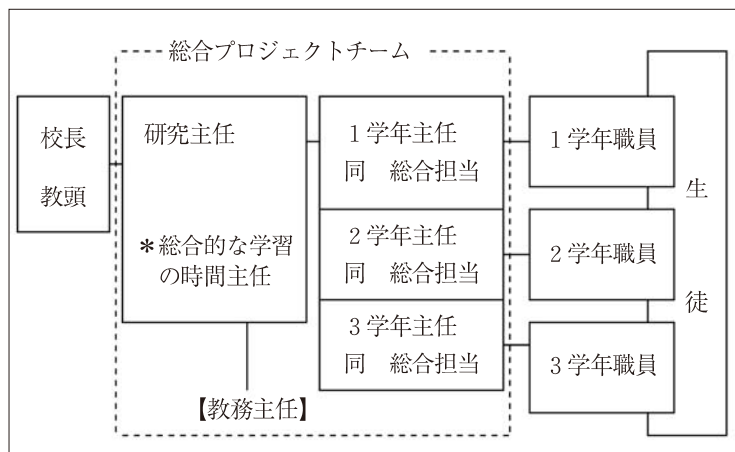 総合プロジェクトチーム
校長
教頭
研究主任
＊総合的な学習
の時間主任
【教務主任】
1学年主任
同　総合担当
2学年主任
同　総合担当
3学年主任
同　総合担当
1学年職員
2学年職員
3学年職員
生
徒